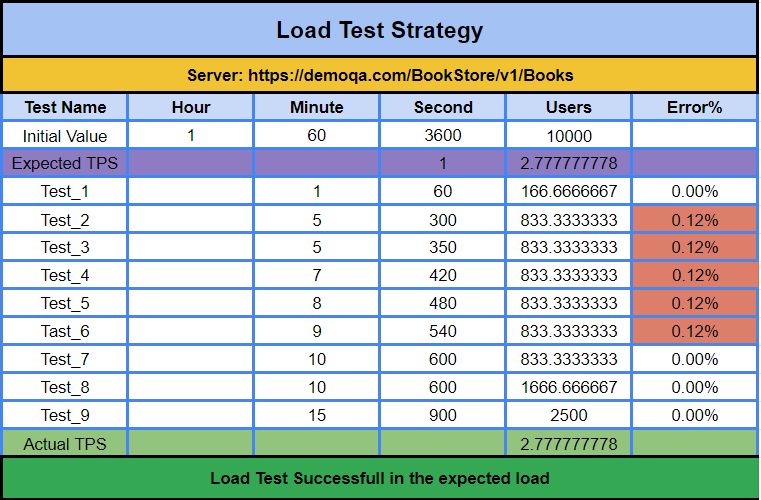 Load Test Strategy
Server: https://demoqa.com/BookStore/v1/Books
Test Name Hour Minute Second Users Error%
Initial Value 1 60 3600 10000
Expected TPS 1 2.777777778
Test_1 1 60 166.6666667 0.00%
Test_2 5 300 833.3333333 0.12%
Test_3 5 350 833.3333333 0.12%
Test_4 7 420 833.3333333 0.12%
Test_5 8 480 833.3333333 0.12%
Tast_6 9 540 833.3333333 0.12%
Test_7 10 600 833.3333333 0.00%
Test_8 10 600 1666.666667 0.00%
Test_9 15 900 2500 0.00%
Actual TPS 2.777777778
Load Test Successfull in the expected load